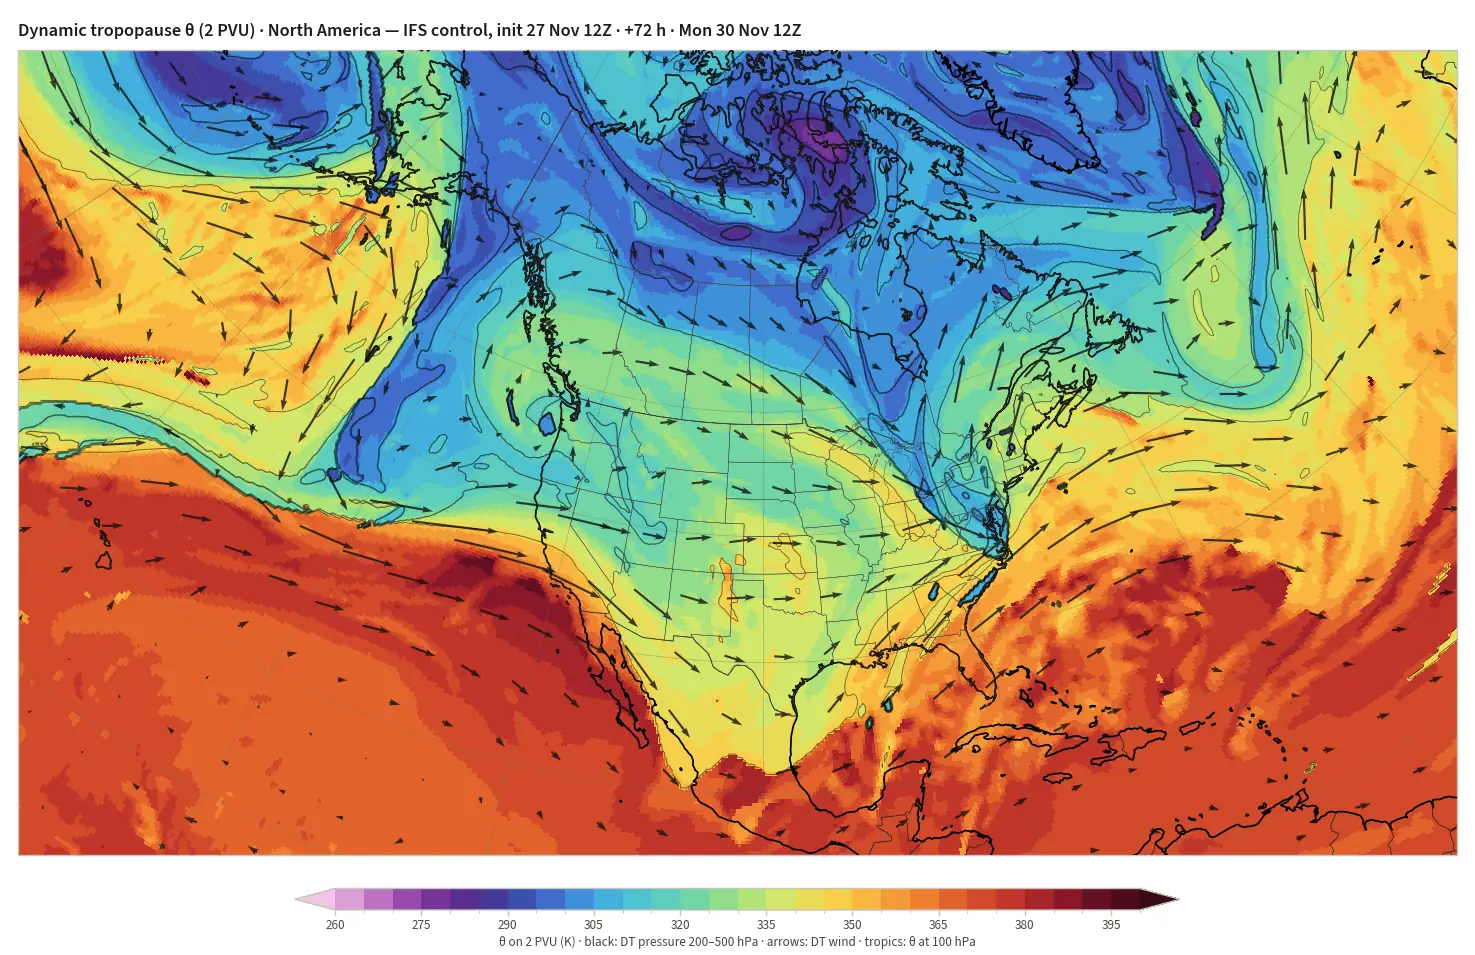 Dynamic tropopause θ (2 PVU) · North America — IFS control, init 27 Nov 12Z · +72 h · Mon 30 Nov 12Z
260 275 290 305 320 335 350 365 380 395
θ on 2 PVU (K) · black: DT pressure 200–500 hPa · arrows: DT wind · tropics: θ at 100 hPa